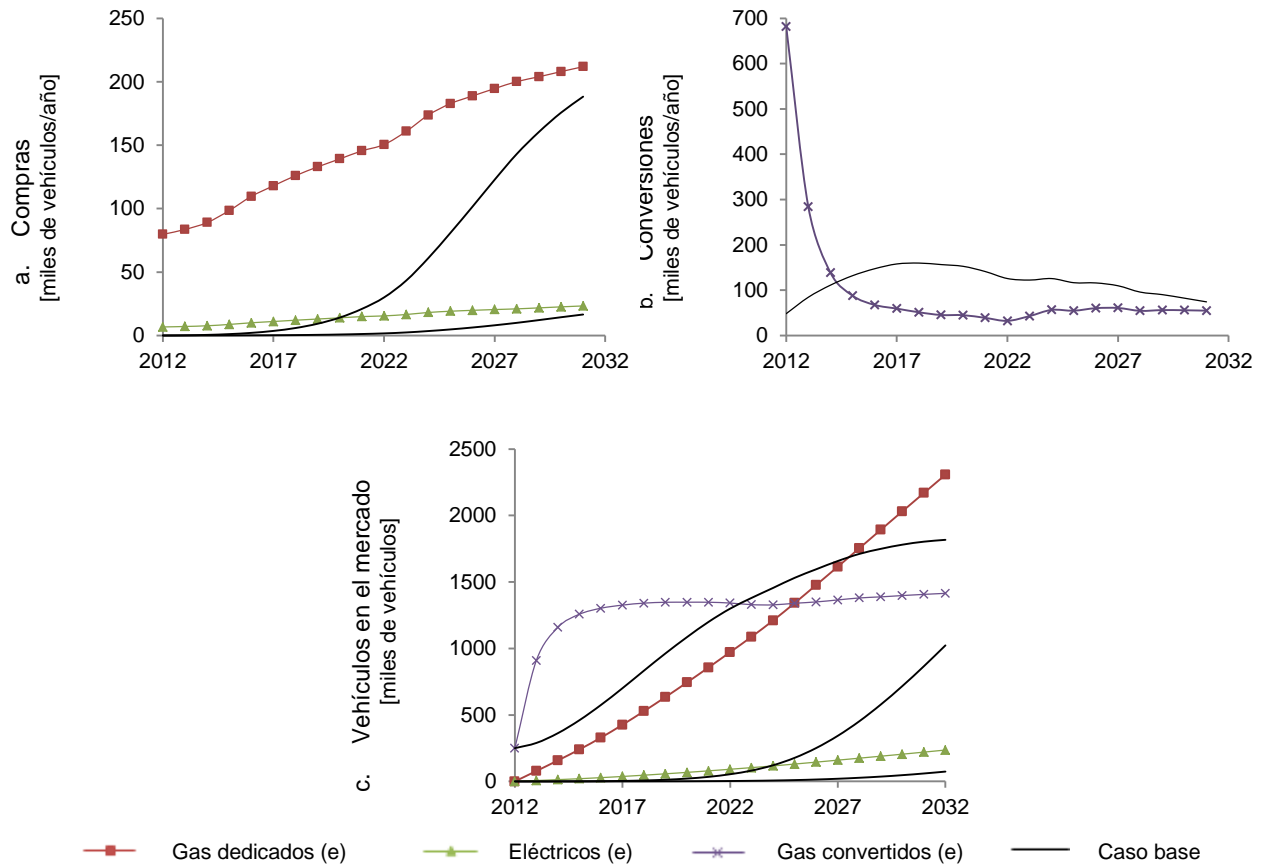 a. Compras
[miles de vehículos/año]
250
200
150
100
50
0
2012 2017 2022 2027 2032
b. Conversiones
[miles de vehículos/año]
700
600
500
400
300
200
100
0
2012 2017 2022 2027 2032
c. Vehículos en el mercado
[miles de vehículos]
2500
2000
1500
1000
500
0
2012 2017 2022 2027 2032
Gas dedicados (e) Eléctricos (e) Gas convertidos (e) Caso base